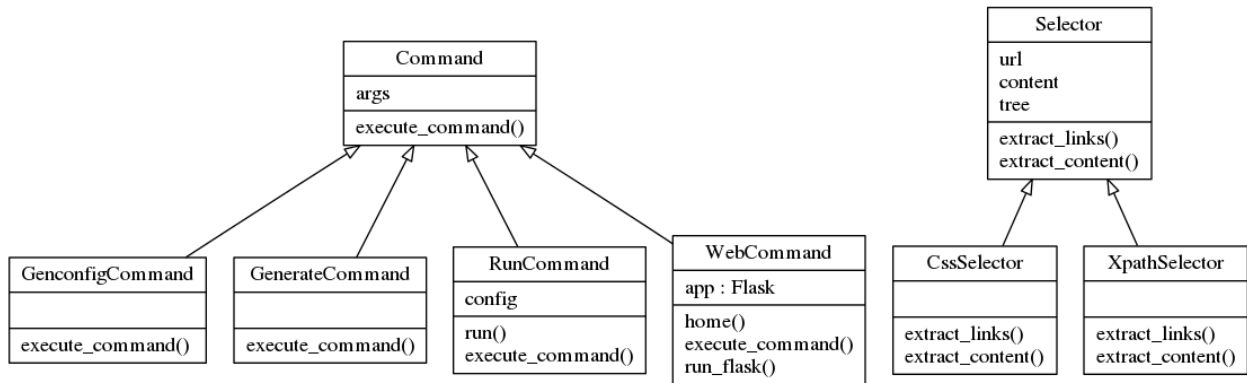 Command
args
execute_command()
Selector
url
content
tree
extract_links()
extract_content()
GenconfigCommand
execute_command()
GenerateCommand
execute_command()
RunCommand
config
run()
execute_command()
WebCommand
app : Flask
home()
execute_command()
run_flask()
CssSelector
extract_links()
extract_content()
XpathSelector
extract_links()
extract_content()